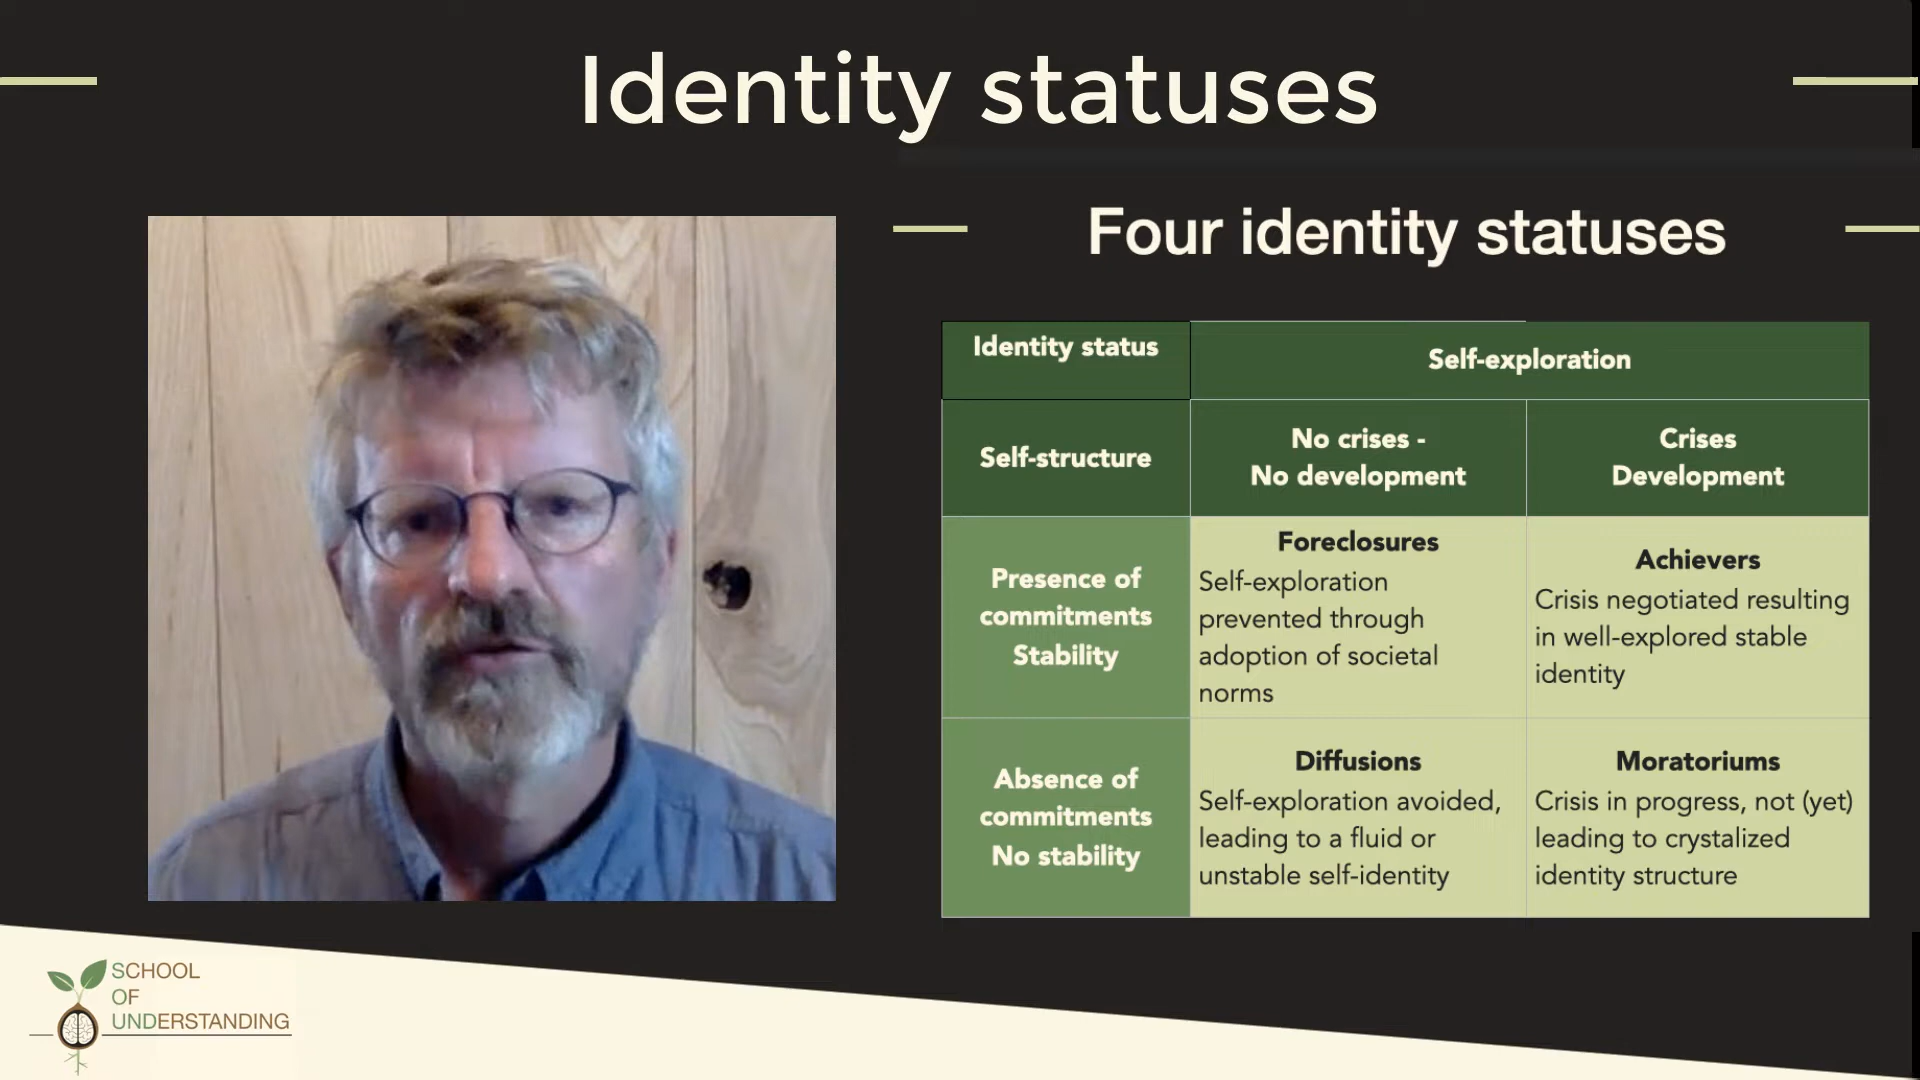 Identity statuses
Four identity statuses
Identity status
Self-exploration
Self-structure
No crises -
No development
Crises
Development
Presence of
commitments
Stability
Foreclosures
Self-exploration
prevented through
adoption of societal
norms
Achievers
Crisis negotiated resulting
in well-explored stable
identity
Absence of
commitments
No stability
Diffusions
Self-exploration avoided,
leading to a fluid or
unstable self-identity
Moratoriums
Crisis in progress, not (yet)
leading to crystalized
identity structure
SCHOOL
OF
UNDERSTANDING